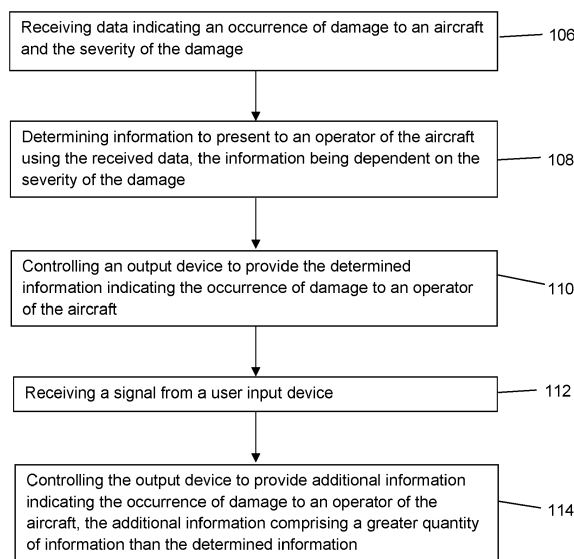 Receiving data indicating an occurrence of damage to an aircraft
and the severity of the damage
106
Determining information to present to an operator of the aircraft
using the received data, the information being dependent on the
severity of the damage
108
Controlling an output device to provide the determined
information indicating the occurrence of damage to an operator
of the aircraft
110
Receiving a signal from a user input device
112
Controlling the output device to provide additional information
indicating the occurrence of damage to an operator of the
aircraft, the additional information comprising a greater quantity
of information than the determined information
114